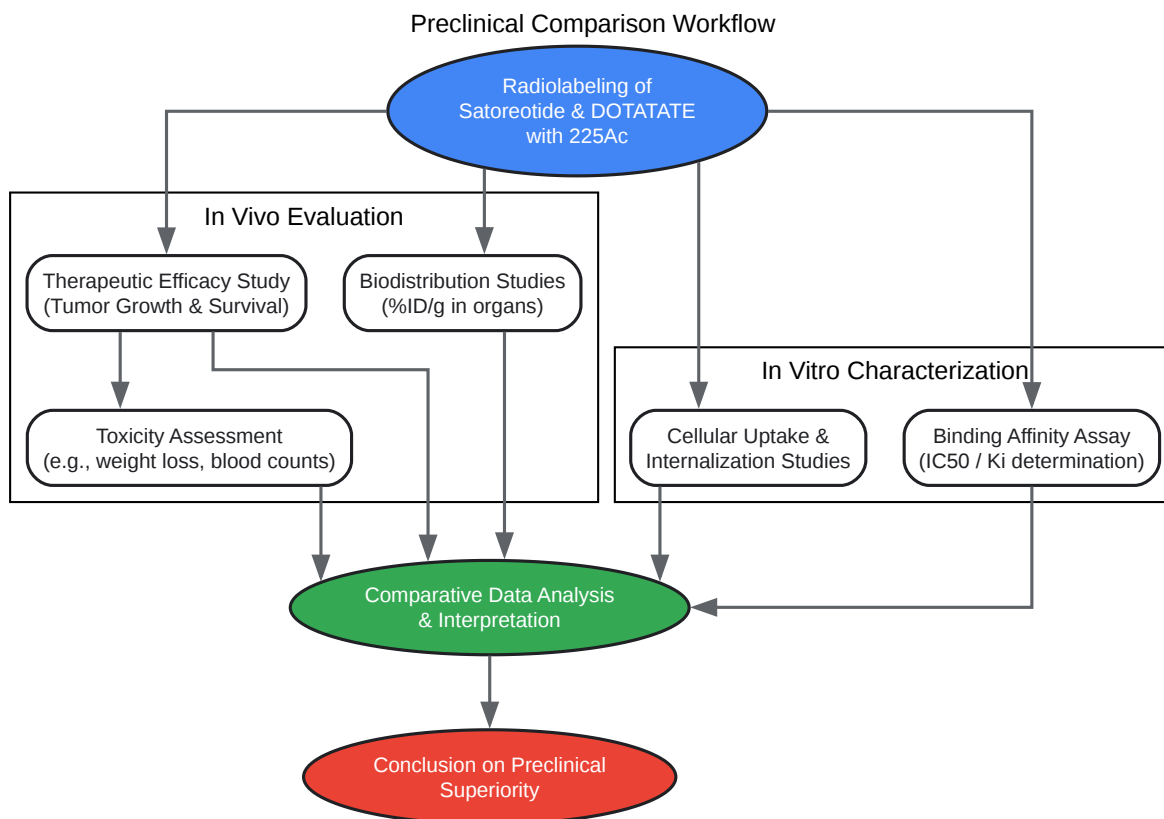 Preclinical Comparison Workflow
Radiolabeling of
Satoreotide & DOTATATE
with 225Ac
In Vivo Evaluation
Therapeutic Efficacy Study
(Tumor Growth & Survival)
Biodistribution Studies
(%ID/g in organs)
Toxicity Assessment
(e.g., weight loss, blood counts)
In Vitro Characterization
Cellular Uptake &
Internalization Studies
Binding Affinity Assay
(IC50 / Ki determination)
Comparative Data Analysis
& Interpretation
Conclusion on Preclinical
Superiority